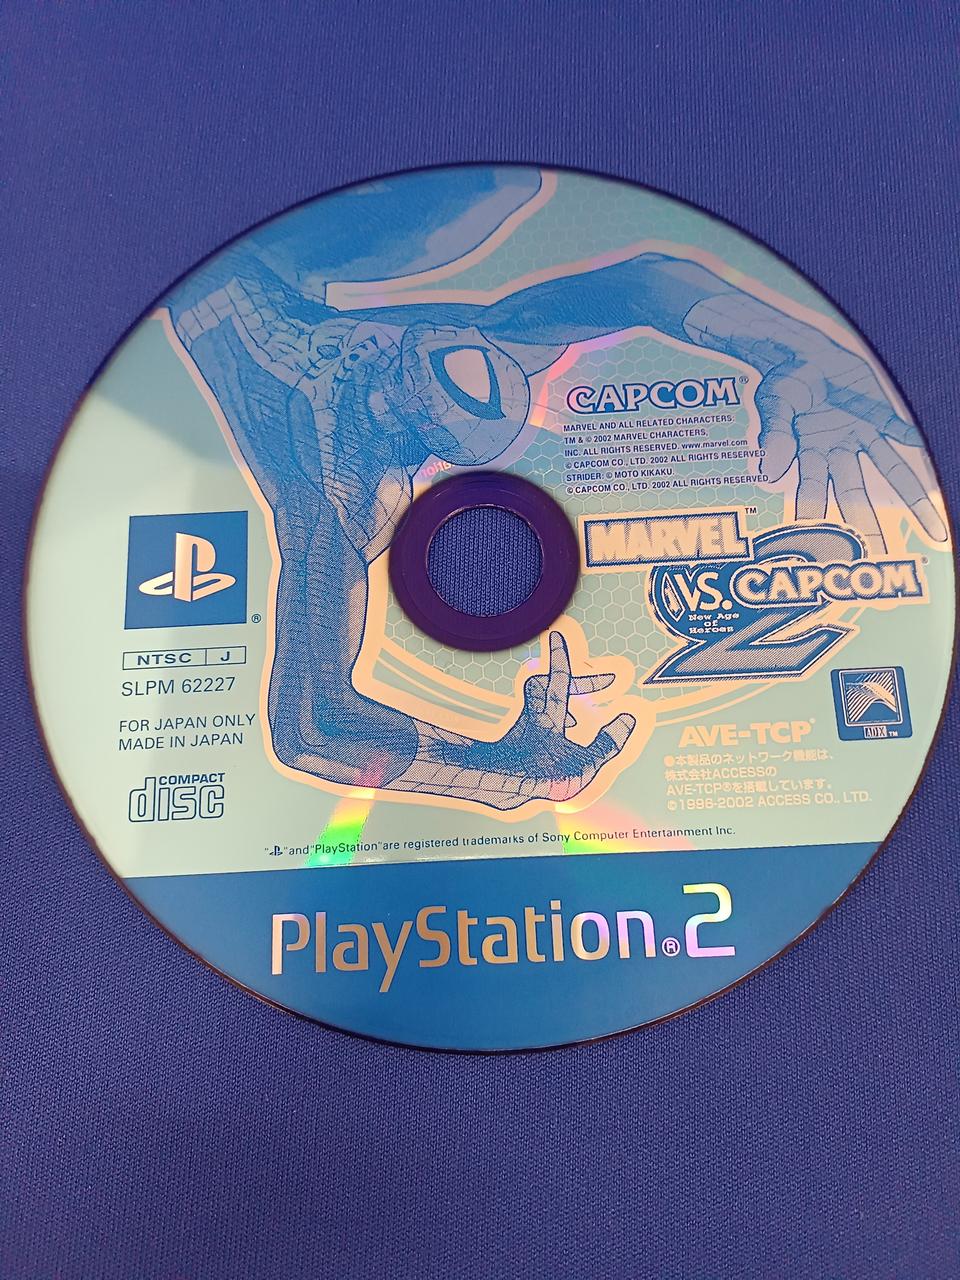 CAPCOM®
MARVEL AND ALL RELATED CHARACTERS:
TM & © 2002 MARVEL CHARACTERS,
INC. ALL RIGHTS RESERVED. www.marvel.com
© CAPCOM CO., LTD. 2002 ALL RIGHTS RESERVED
STRIDER: © MOTO KIKAKU,
© CAPCOM CO., LTD. 2002 ALL RIGHTS RESERVED,
MARVEL™
VS. CAPCOM®
2
New Age
of
Heroes
®
NTSC J
SLPM 62227
FOR JAPAN ONLY
MADE IN JAPAN
COMPACT
disc
ADX™
AVE-TCP®
●本製品のネットワーク機能は、
株式会社ACCESSの
AVE-TCP®を搭載しています。
©1996-2002 ACCESS CO., LTD.
" " and "PlayStation" are registered trademarks of Sony Computer Entertainment Inc.
PlayStation®2